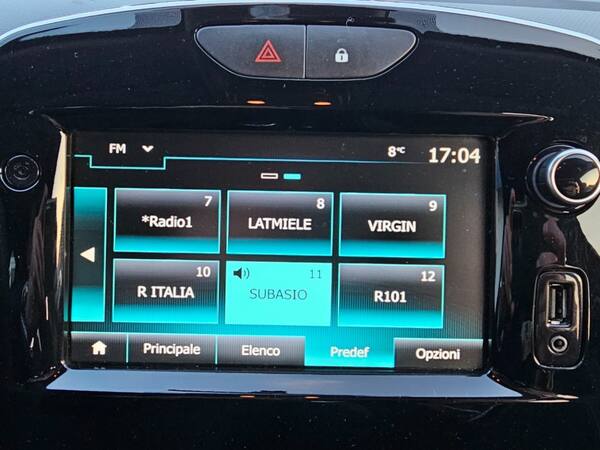 FM 8°C 17:04
7 8 9
*Radio1 LATMIELE VIRGIN
10 11 12
R ITALIA SUBASIO R101
Principale Elenco Predef Opzioni